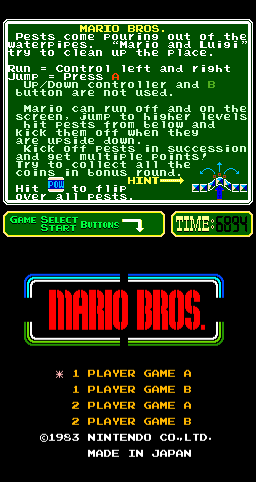 MARIO BROS.
Pests come pouring out of the
waterpipes. "Mario and Luigi"
try to clean up the place.
Run = Control left and right
Jump = Press A
Up/Down controller and B
button are not used.
Mario can run off and on the
screen, jump to higher levels
hit pests from below and
kick them off when they
are upside down.
Kick off pests in succession
and get multiple points!
Try to collect all the
coins in bonus round.
HINT
Hit POW to flip
over all pests.
GAME SELECT
START BUTTONS
TIME: 6894
MARIO BROS.
* 1 PLAYER GAME A
1 PLAYER GAME B
2 PLAYER GAME A
2 PLAYER GAME B
©1983 NINTENDO CO.,LTD.
MADE IN JAPAN